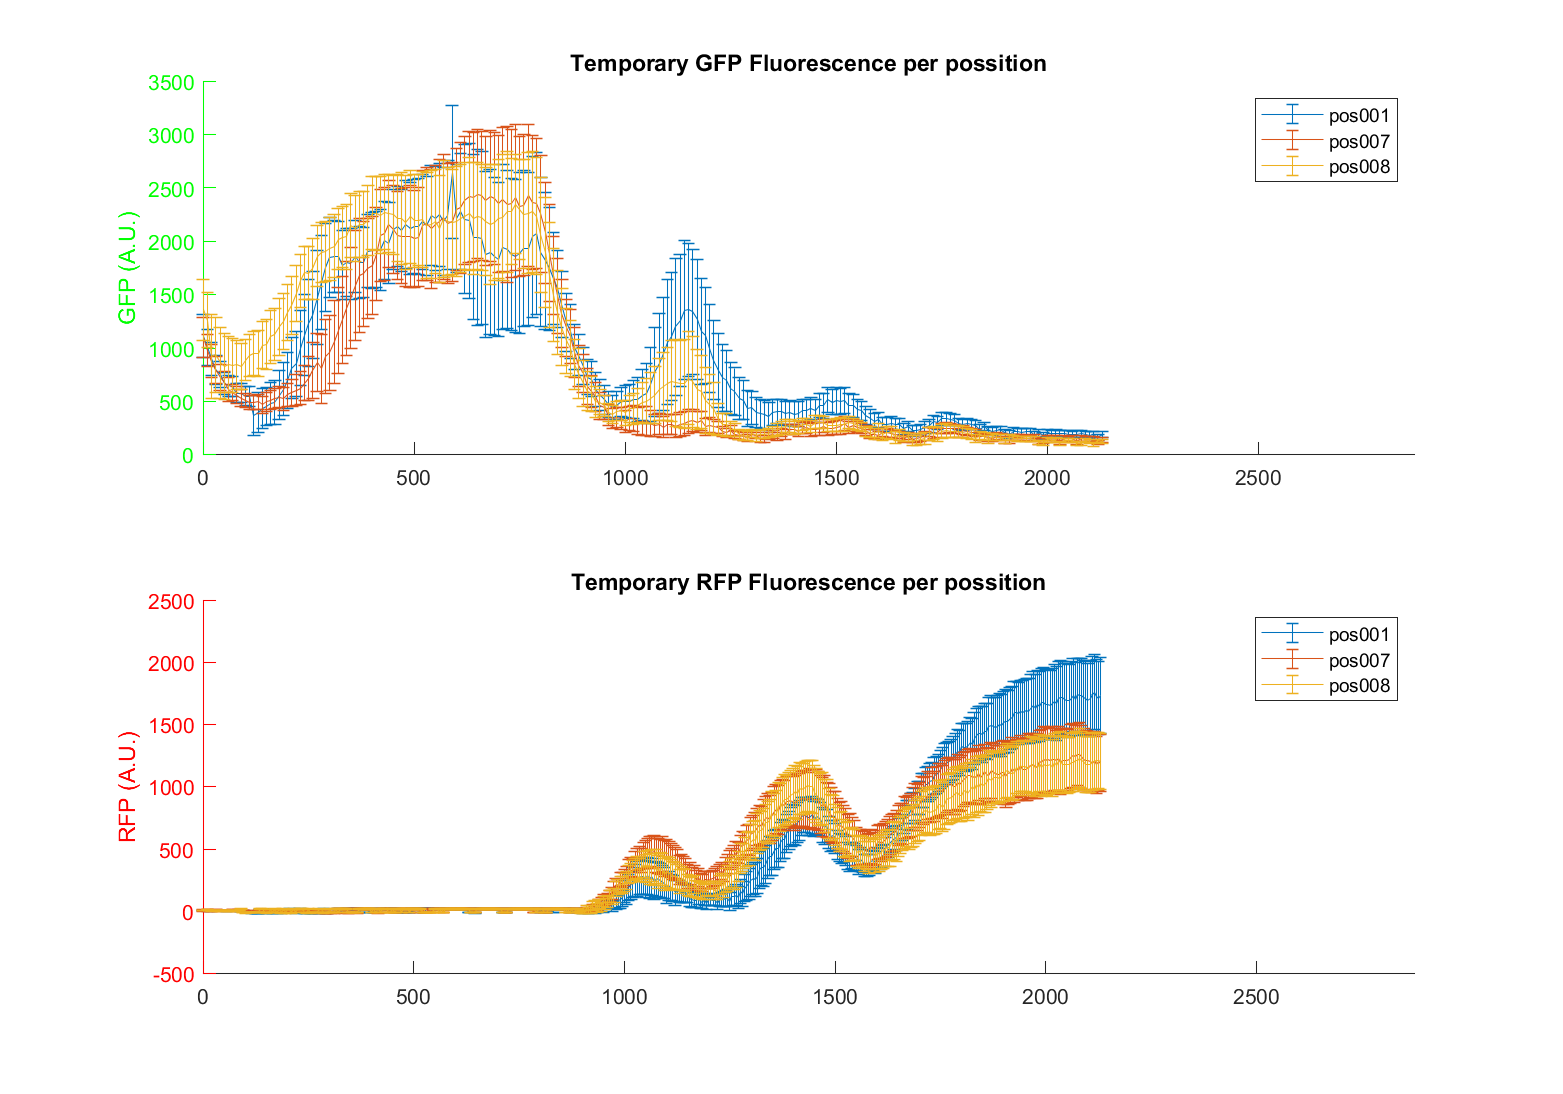 Temporary GFP Fluorescence per possition
GFP (A.U.)
3500
3000
2500
2000
1500
1000
500
0
0 500 1000 1500 2000 2500
pos001
pos007
pos008
Temporary RFP Fluorescence per possition
RFP (A.U.)
2500
2000
1500
1000
500
0
-500
0 500 1000 1500 2000 2500
pos001
pos007
pos008